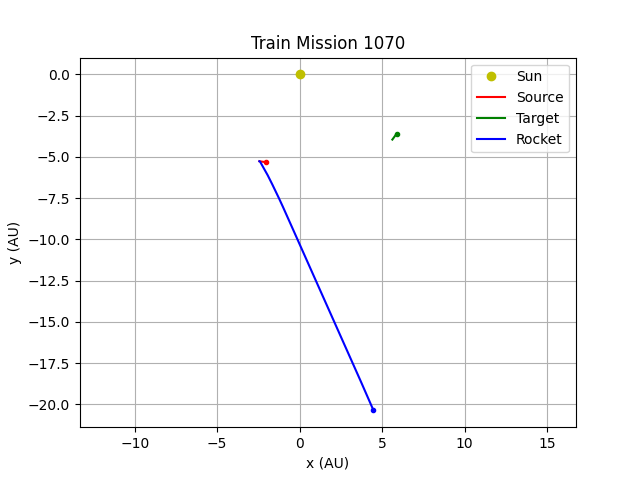 Train Mission 1070
Sun
Source
Target
Rocket
0.0
−2.5
−5.0
−7.5
−10.0
−12.5
−15.0
−17.5
−20.0
y (AU)
−10 −5 0 5 10 15
x (AU)